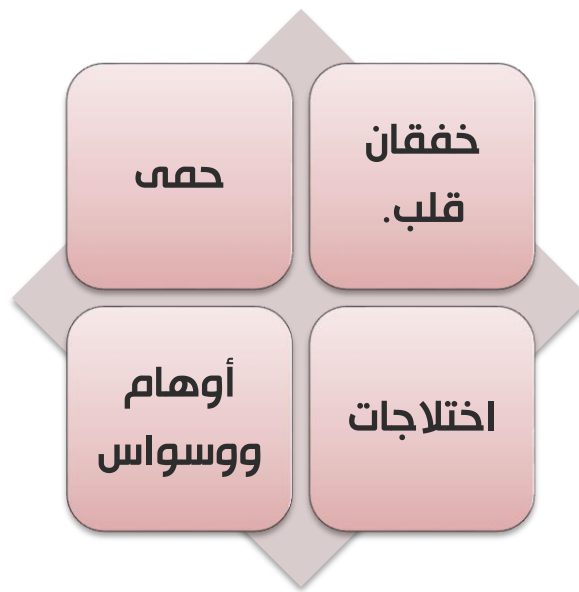 خفقان
قلب.
حمى
اختلاجات
أوهام
ووسواس